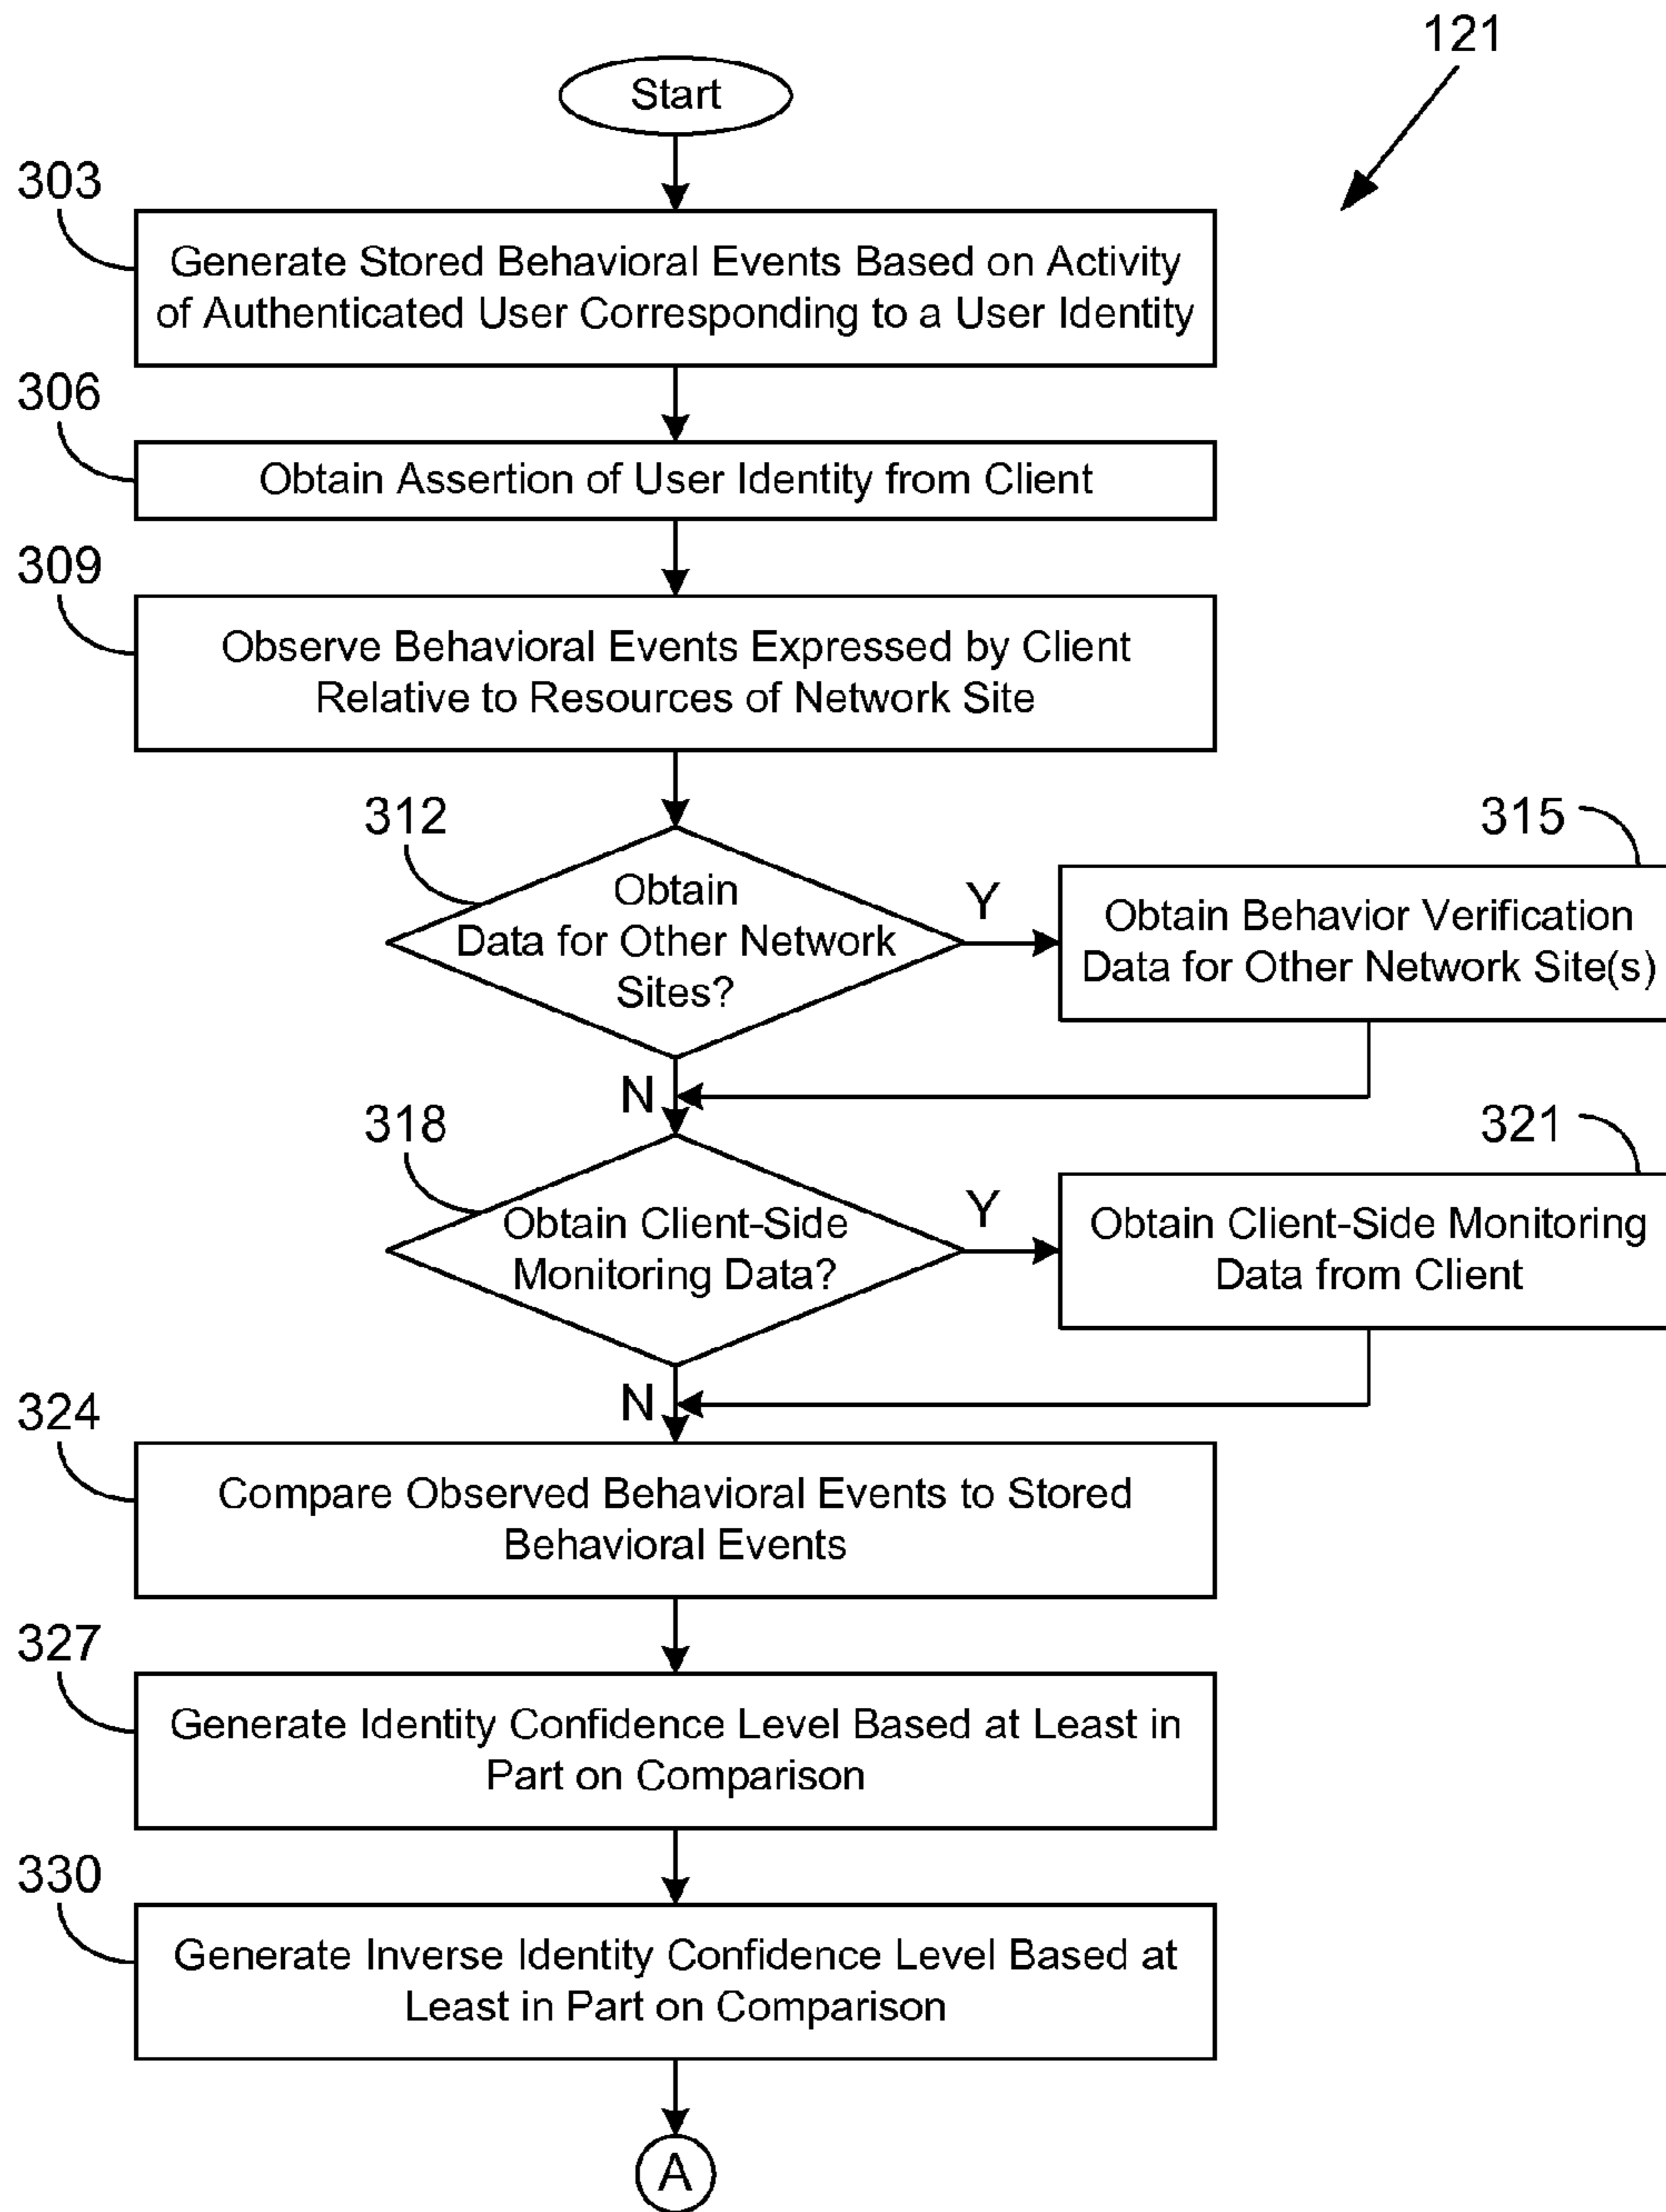 121
Start
303
Generate Stored Behavioral Events Based on Activity
of Authenticated User Corresponding to a User Identity
306
Obtain Assertion of User Identity from Client
309
Observe Behavioral Events Expressed by Client
Relative to Resources of Network Site
312
Obtain
Data for Other Network
Sites?
Y
315
Obtain Behavior Verification
Data for Other Network Site(s)
N
318
Obtain Client-Side
Monitoring Data?
Y
321
Obtain Client-Side Monitoring
Data from Client
N
324
Compare Observed Behavioral Events to Stored
Behavioral Events
327
Generate Identity Confidence Level Based at Least in
Part on Comparison
330
Generate Inverse Identity Confidence Level Based at
Least in Part on Comparison
A